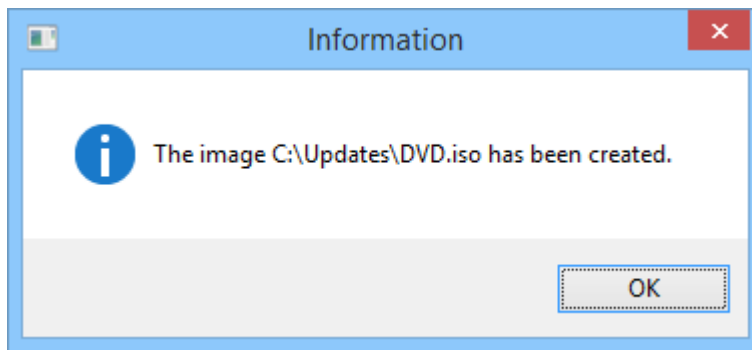 Information
The image C:\Updates\DVD.iso has been created.
OK